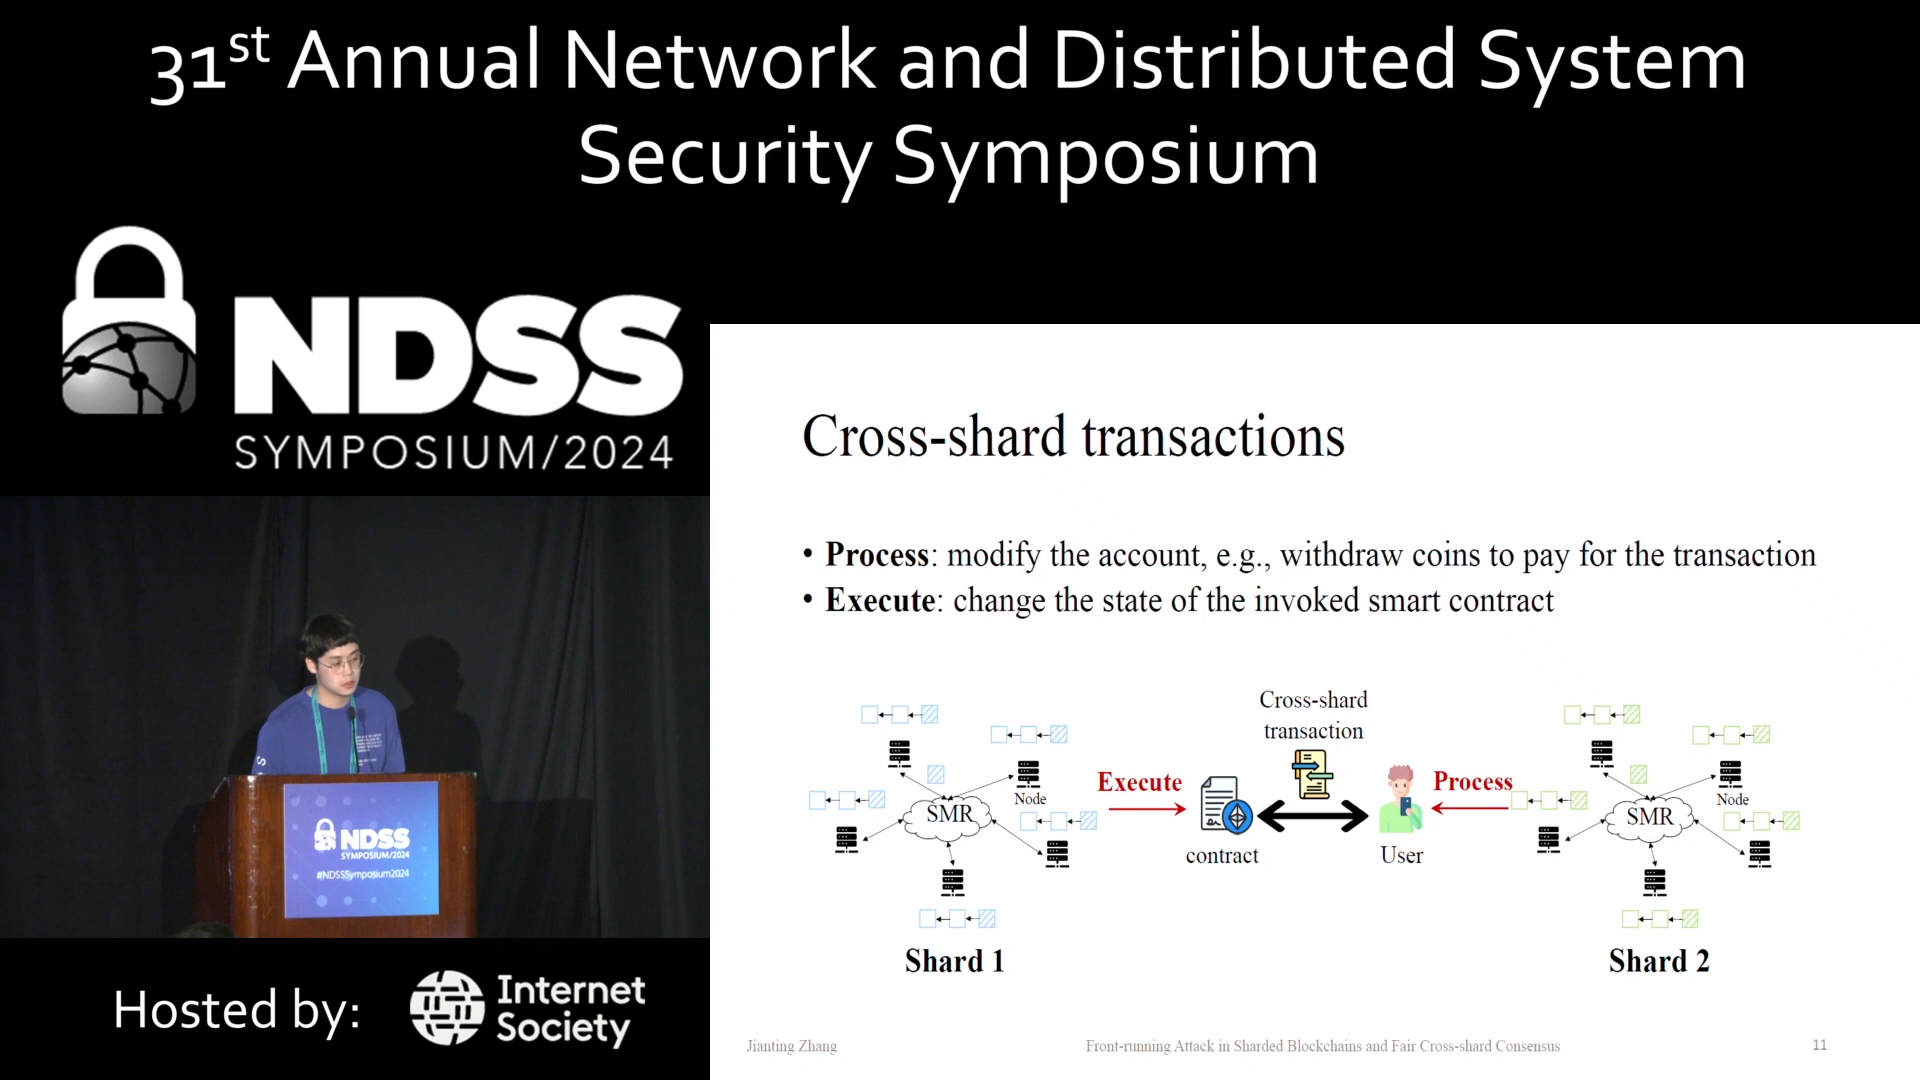 31st Annual Network and Distributed System
Security Symposium
NDSS
SYMPOSIUM/2024
Cross-shard transactions
• Process: modify the account, e.g., withdraw coins to pay for the transaction
• Execute: change the state of the invoked smart contract
Cross-shard
transaction
Execute
Process
Node
SMR
Node
SMR
contract
User
Shard 1
Shard 2
NDSS
SYMPOSIUM/2024
#NDSSSymposium2024
Hosted by:
Internet
Society
Jianting Zhang
Front-running Attack in Sharded Blockchains and Fair Cross-shard Consensus
11